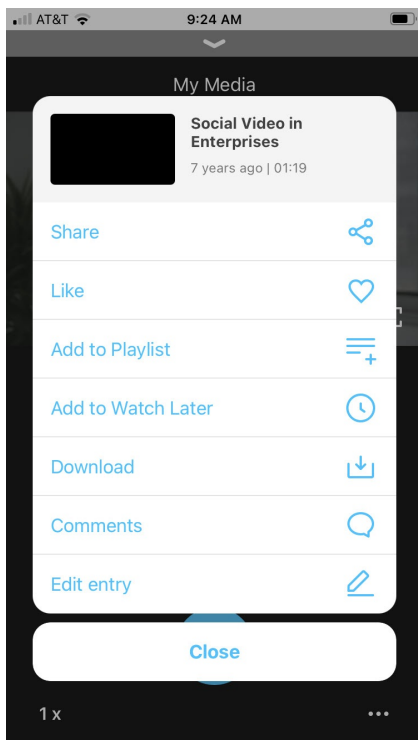 AT&T 9:24 AM
My Media
Social Video in
Enterprises
7 years ago | 01:19
Share
Like
Add to Playlist
Add to Watch Later
Download
Comments
Edit entry
Close
1 x